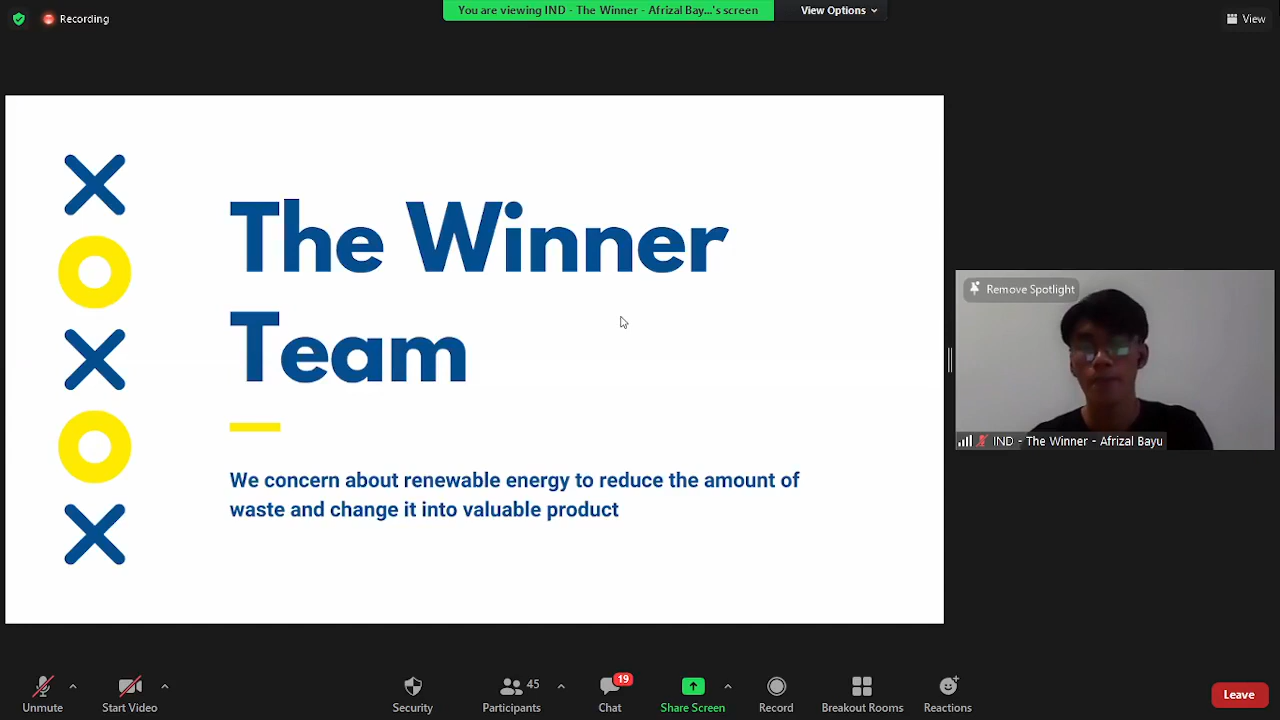 Recording
You are viewing IND - The Winner - Afrizal Bay...'s screen
View Options
View
The Winner
Team
We concern about renewable energy to reduce the amount of
waste and change it into valuable product
Remove Spotlight
IND - The Winner - Afrizal Bayu
Unmute
Start Video
Security
45
Participants
19
Chat
Share Screen
Record
Breakout Rooms
Reactions
Leave